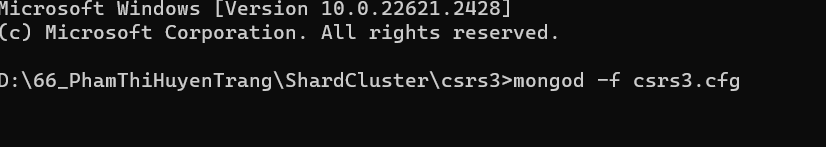 Microsoft Windows [Version 10.0.22621.2428]
(c) Microsoft Corporation. All rights reserved.
D:\66_PhamThiHuyenTrang\ShardCluster\csrs3>mongod -f csrs3.cfg